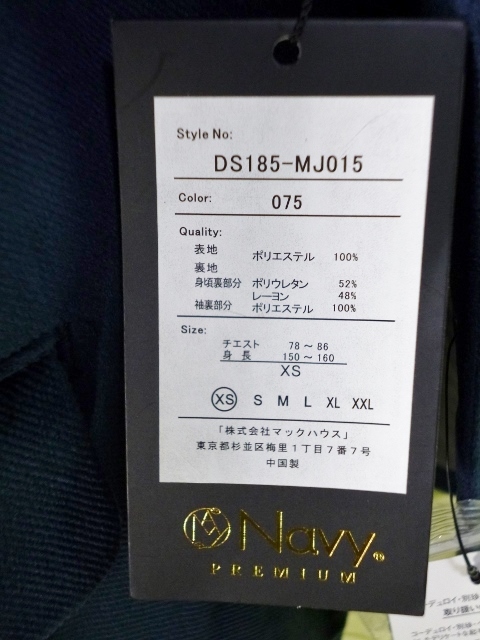 Style No:
DS185-MJ015
Color: 075
Quality:
表地 ポリエステル 100%
裏地
身頃裏部分 ポリウレタン 52%
レーヨン 48%
袖裏部分 ポリエステル 100%
Size:
チエスト 78～86
身長 150～160
XS
XS S M L XL XXL
「株式会社マックハウス」
東京都杉並区梅里1丁目7番7号
中国製
Navy®
PREMIUM